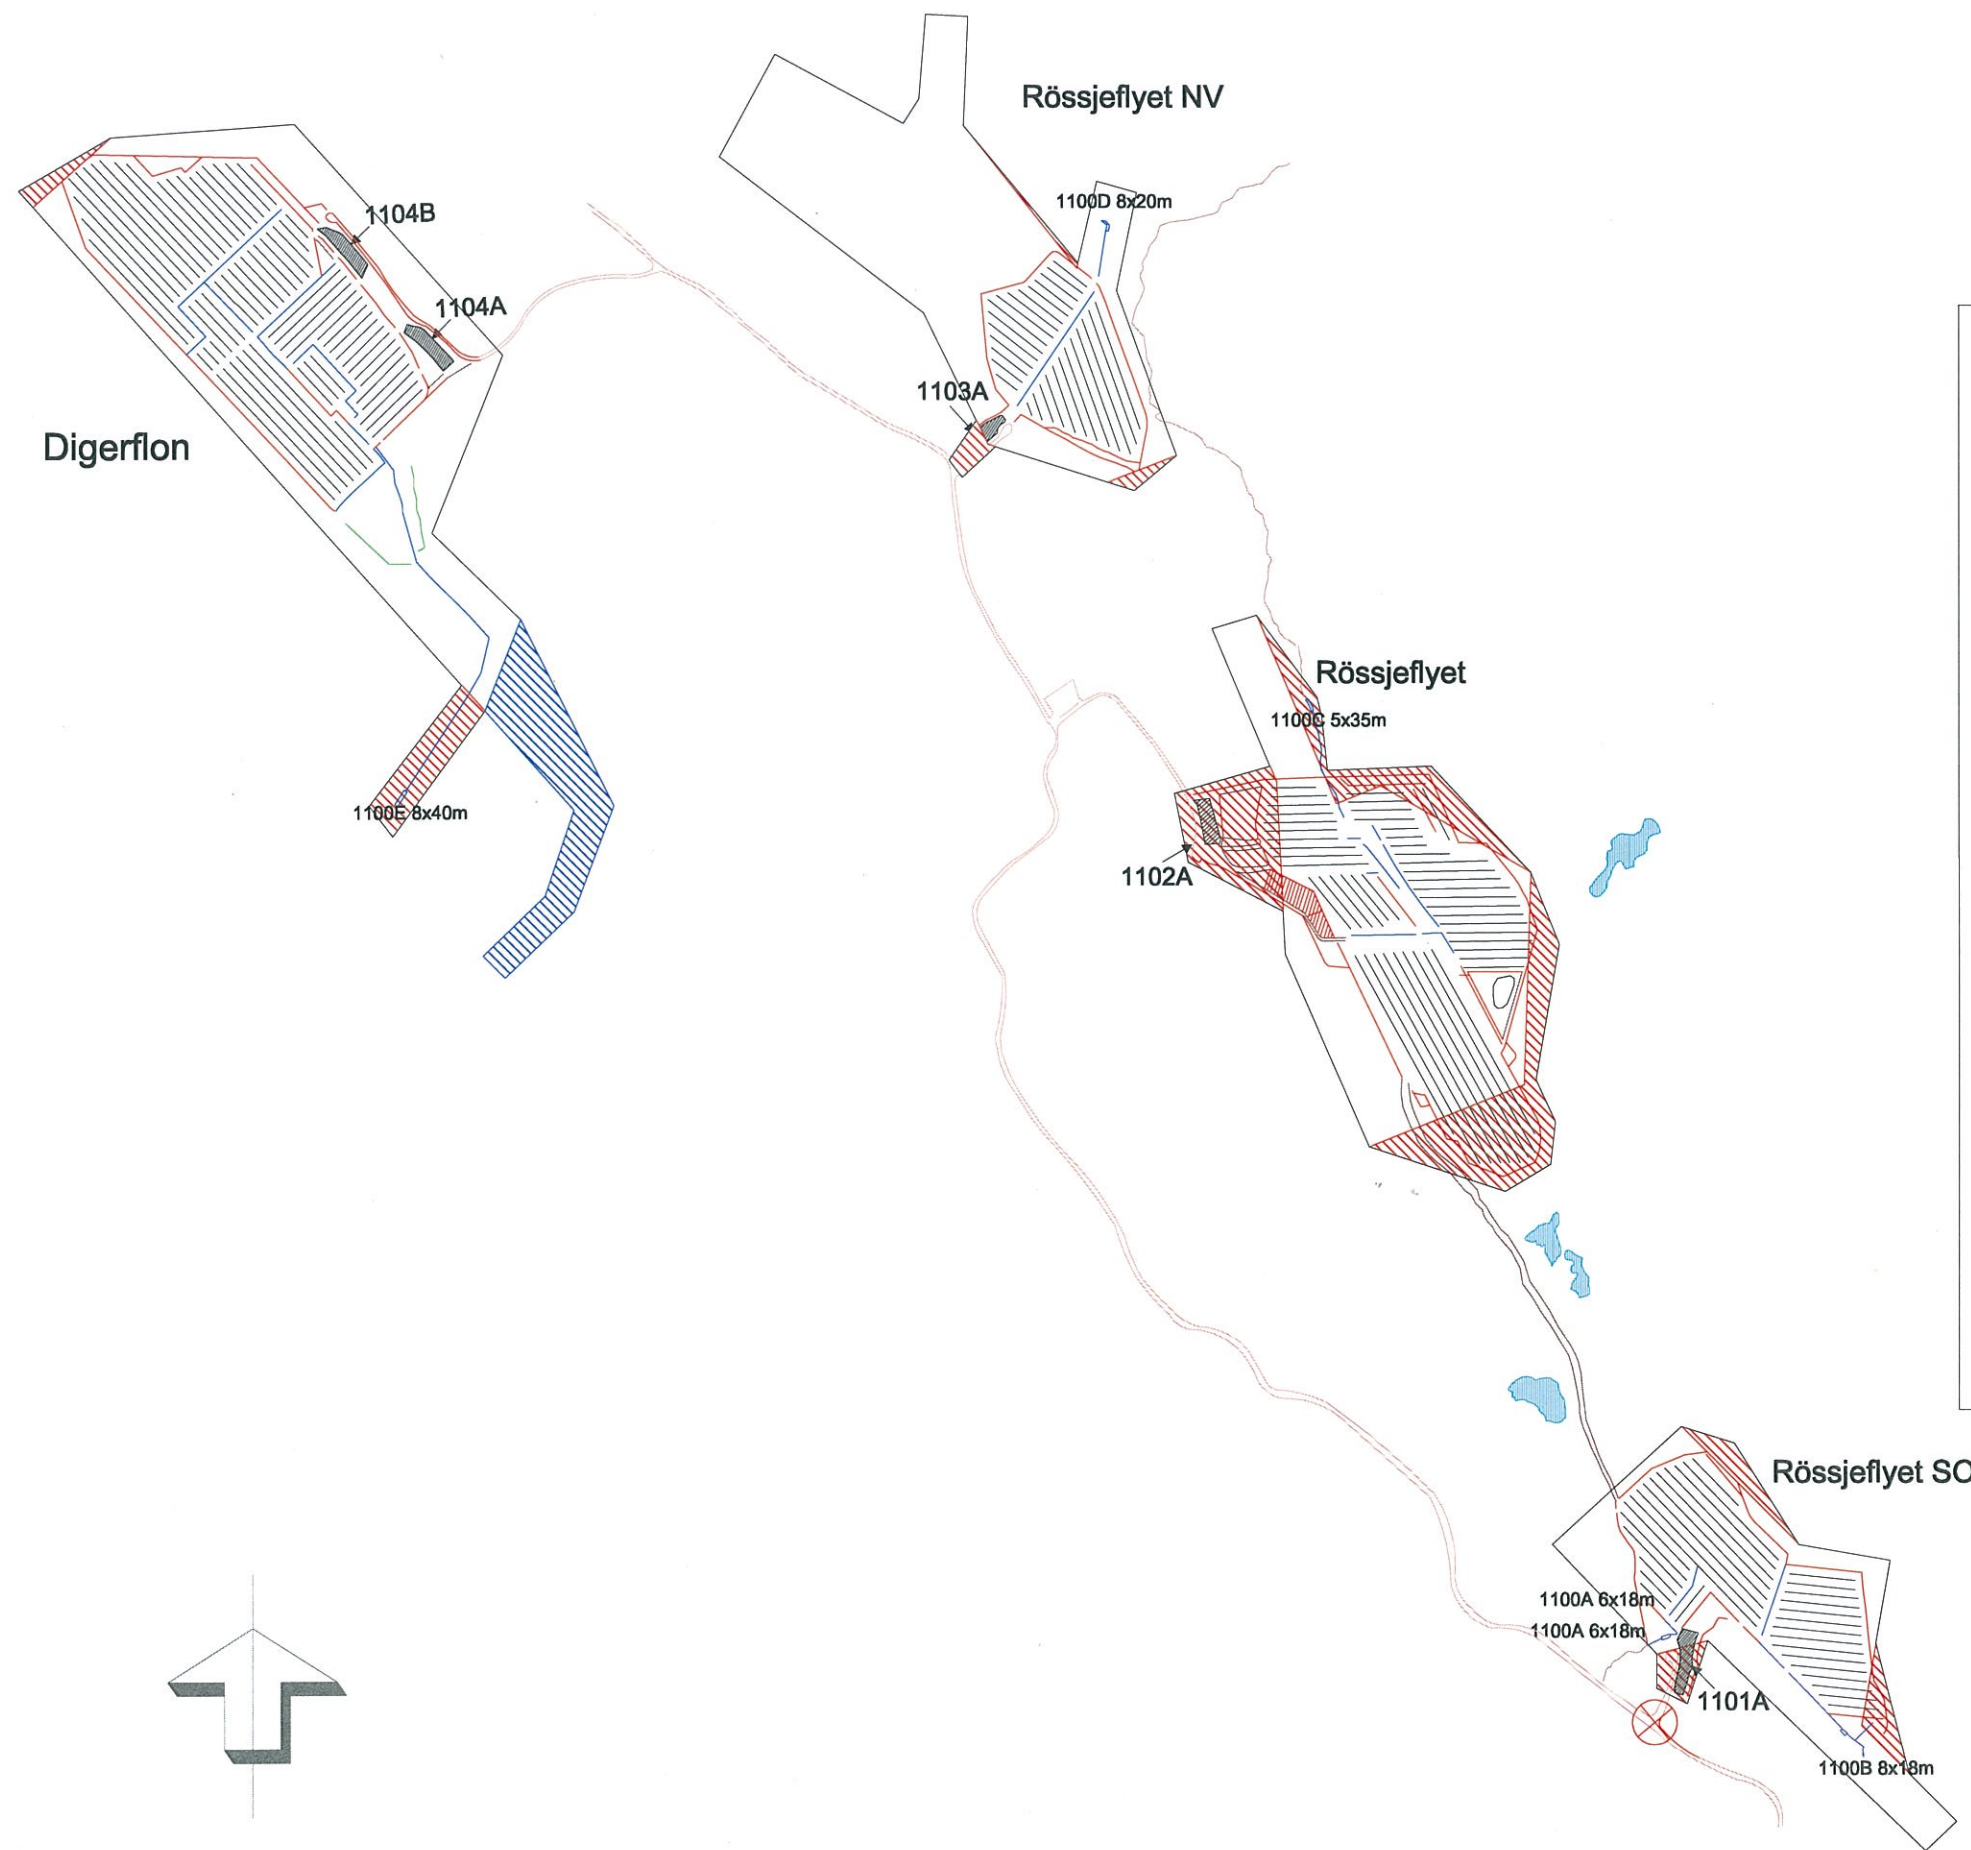 Rössjeflyet NV
1100D 8x20m
1104B
1104A
1103A
Digerflon
Rössjeflyet
1100C 5x35m
1100E 8x40m
1102A
Rössjeflyet SO
1100A 6x18m
1100A 6x18m
1101A
1100B 8x18m